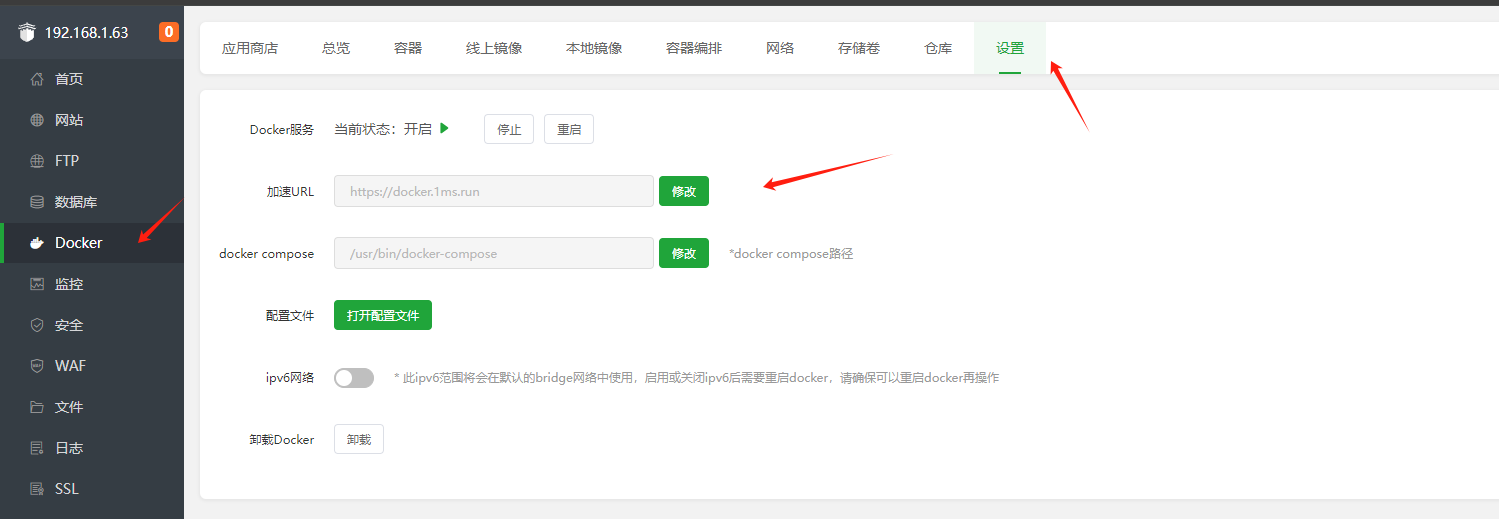 192.168.1.63
0
首页
网站
FTP
数据库
Docker
监控
安全
WAF
文件
日志
SSL
应用商店 总览 容器 线上镜像 本地镜像 容器编排 网络 存储卷 仓库 设置
Docker服务 当前状态：开启 停止 重启
加速URL https://docker.1ms.run 修改
docker compose /usr/bin/docker-compose 修改 *docker compose路径
配置文件 打开配置文件
ipv6网络 * 此ipv6范围将会在默认的bridge网络中使用，启用或关闭ipv6后需要重启docker，请确保可以重启docker再操作
卸载Docker 卸载